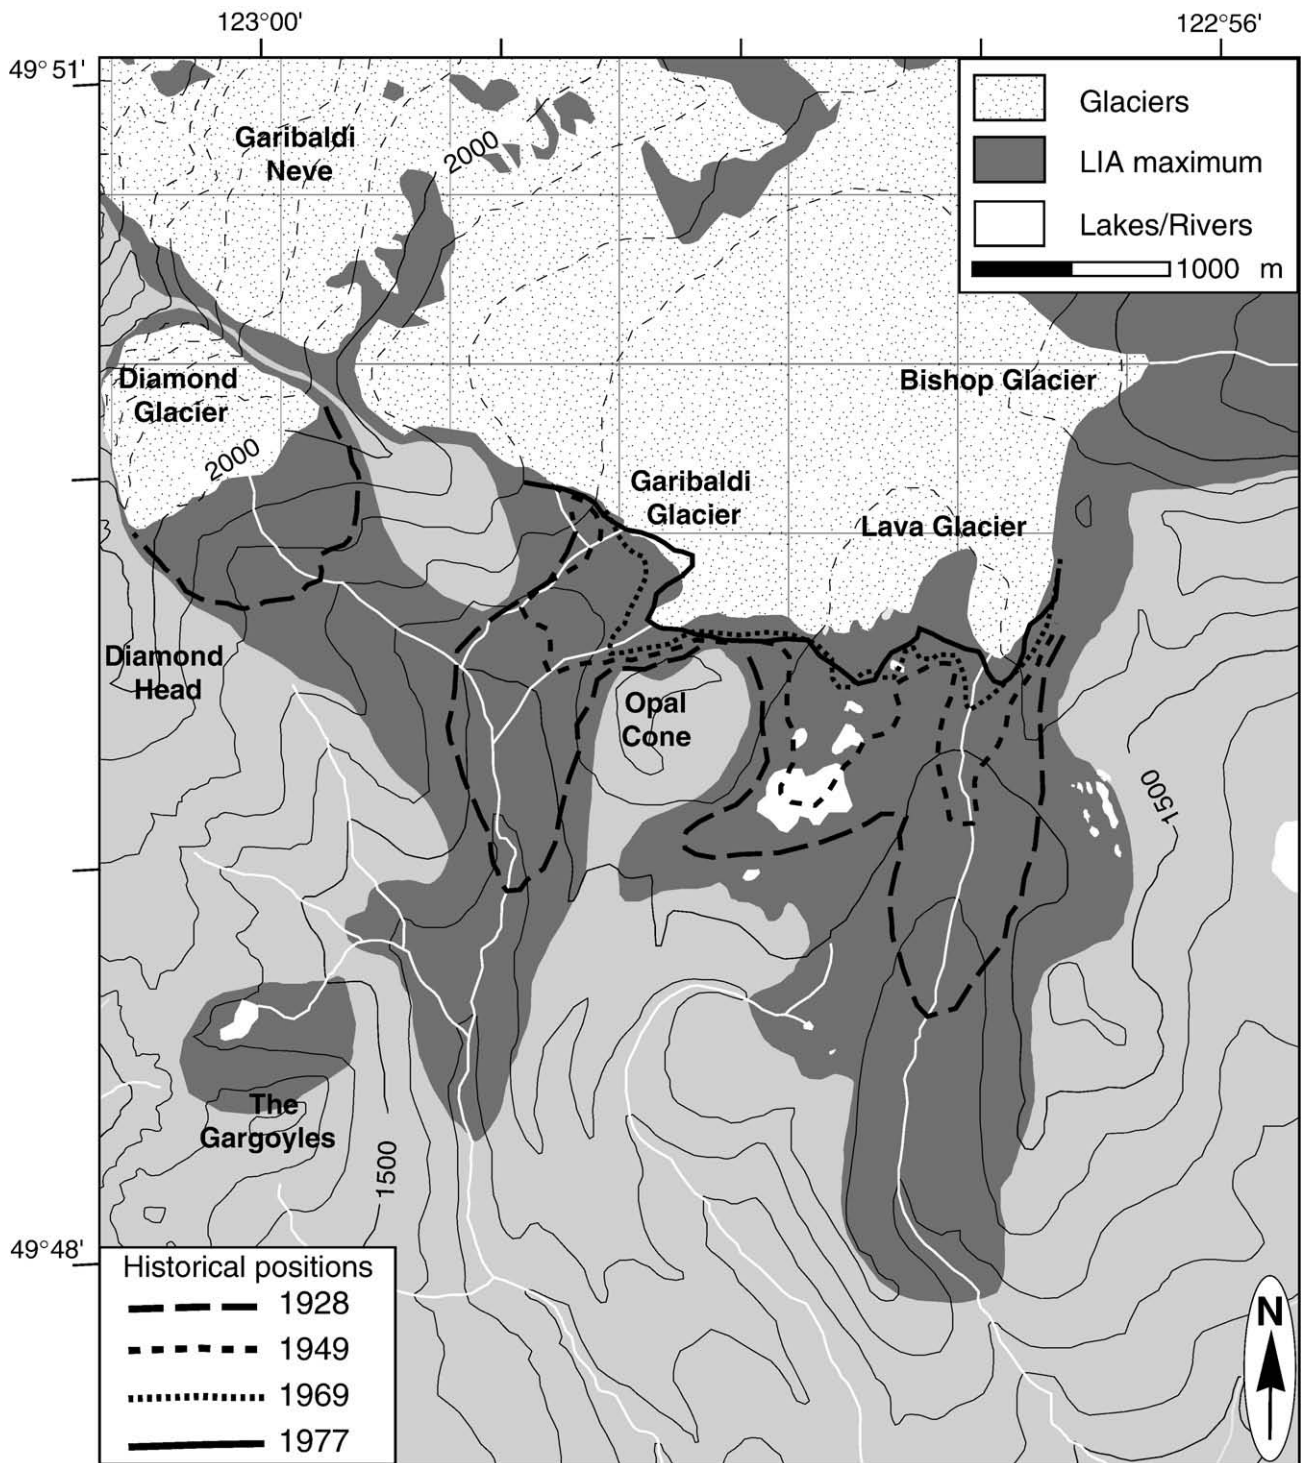 123°00'
122°56'
49°51'
Glaciers
LIA maximum
Lakes/Rivers
1000 m
Garibaldi
Neve
2000
Diamond
Glacier
Bishop Glacier
2000
Garibaldi
Glacier
Lava Glacier
Diamond
Head
Opal
Cone
1500
The
Gargoyles
1500
49°48'
Historical positions
1928
1949
1969
1977
N